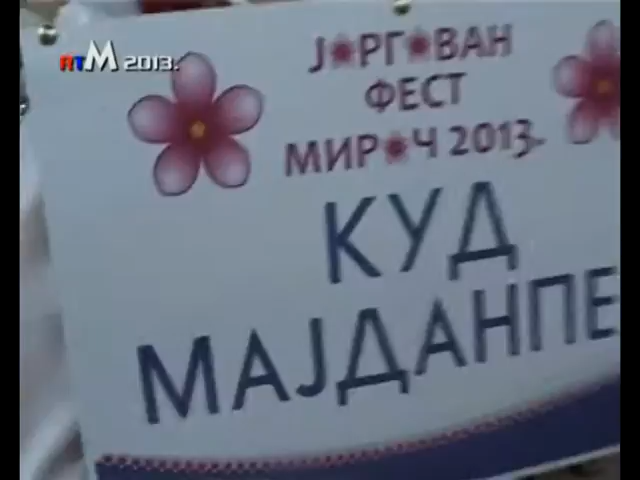 RTM 2013.
ЈОРГОВАН
ФЕСТ
МИРОЧ 2013.
КУД
МАЈДАНПЕ